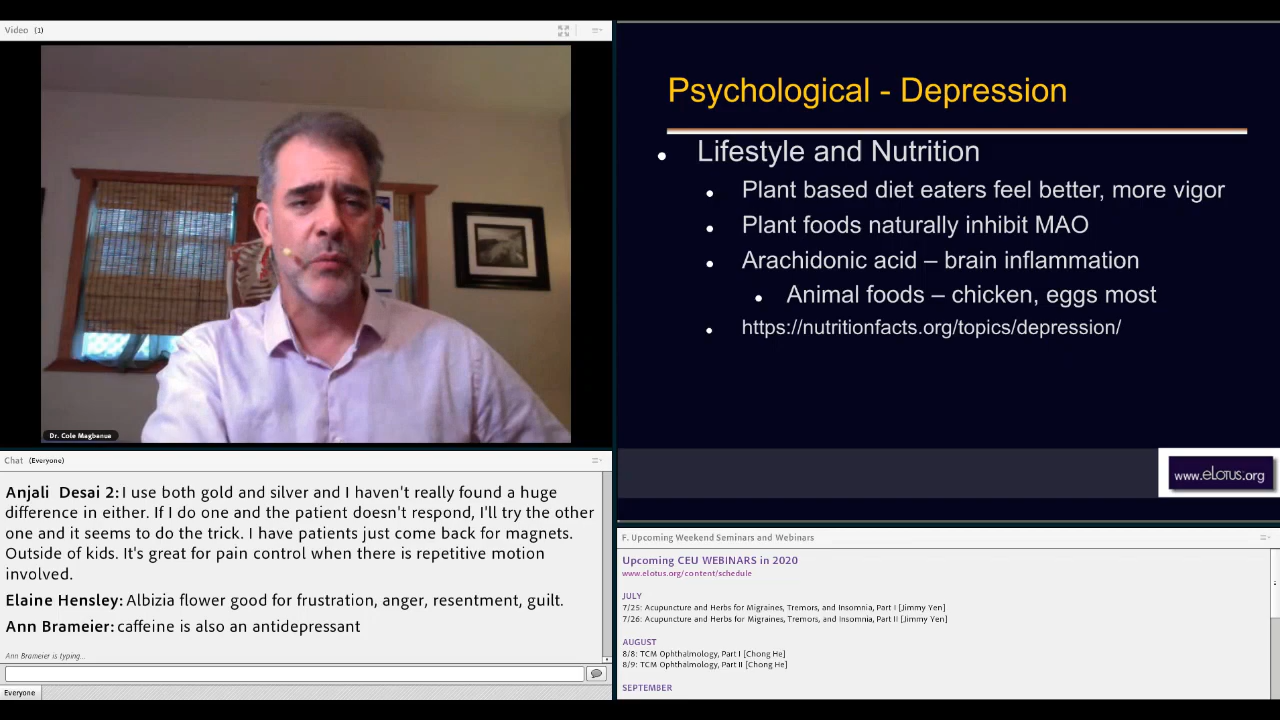 Video (1)
Dr. Cole Magbanua
Psychological - Depression
• Lifestyle and Nutrition
• Plant based diet eaters feel better, more vigor
• Plant foods naturally inhibit MAO
• Arachidonic acid – brain inflammation
• Animal foods – chicken, eggs most
• https://nutritionfacts.org/topics/depression/
www.eLotus.org
Chat (Everyone)
Anjali Desai 2: I use both gold and silver and I haven't really found a huge
difference in either. If I do one and the patient doesn't respond, I'll try the other
one and it seems to do the trick. I have patients just come back for magnets.
Outside of kids. It's great for pain control when there is repetitive motion
involved.
Elaine Hensley: Albizia flower good for frustration, anger, resentment, guilt.
Ann Brameier: caffeine is also an antidepressant
Ann Brameier is typing...
Everyone
F. Upcoming Weekend Seminars and Webinars
Upcoming CEU WEBINARS in 2020
www.elotus.org/content/schedule
JULY
7/25: Acupuncture and Herbs for Migraines, Tremors, and Insomnia, Part I [Jimmy Yen]
7/26: Acupuncture and Herbs for Migraines, Tremors, and Insomnia, Part II [Jimmy Yen]
AUGUST
8/8: TCM Ophthalmology, Part I [Chong He]
8/9: TCM Ophthalmology, Part II [Chong He]
SEPTEMBER